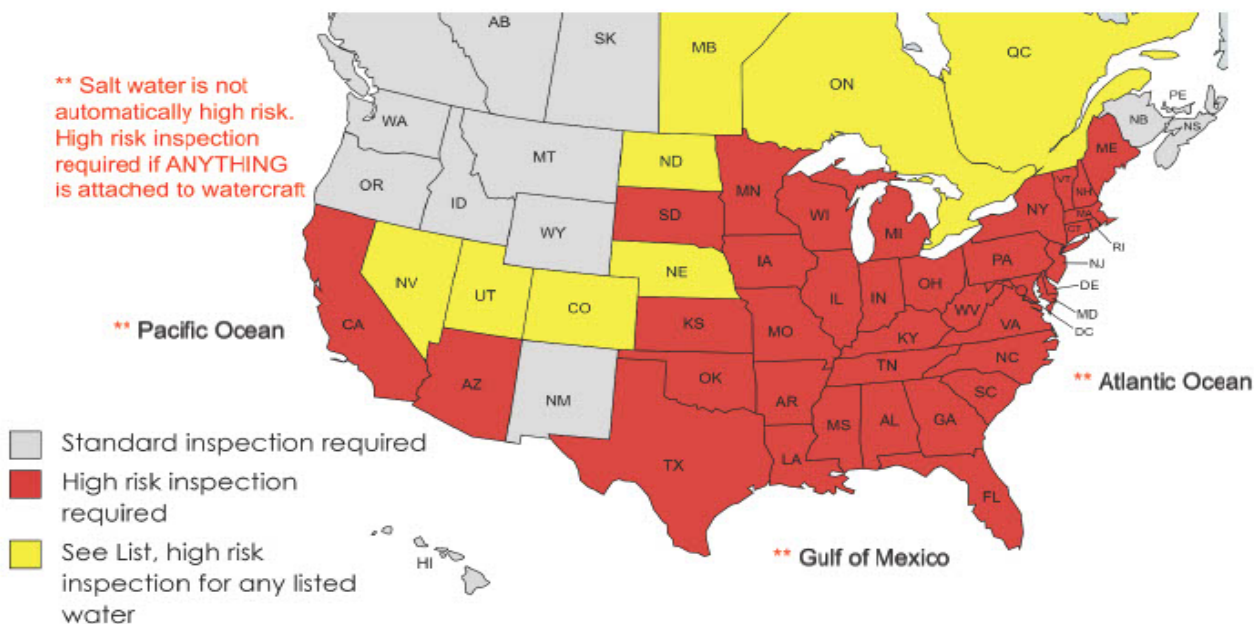 AB
SK
MB
ON
QC
** Salt water is not
automatically high risk.
High risk inspection
required if ANYTHING
is attached to watercraft
PE
NB
NS
WA
MT
ND
MN
ME
OR
ID
SD
WI
MI
VT
NH
NY
MA
CT
RI
WY
IA
PA
NJ
NV
UT
CO
NE
IL
IN
OH
DE
WV
MD
VA
DC
CA
KS
MO
KY
** Pacific Ocean
AZ
NM
OK
TN
NC
AR
SC
** Atlantic Ocean
MS
AL
GA
TX
LA
FL
Standard inspection required
High risk inspection
required
See List, high risk
inspection for any listed
water
HI
** Gulf of Mexico